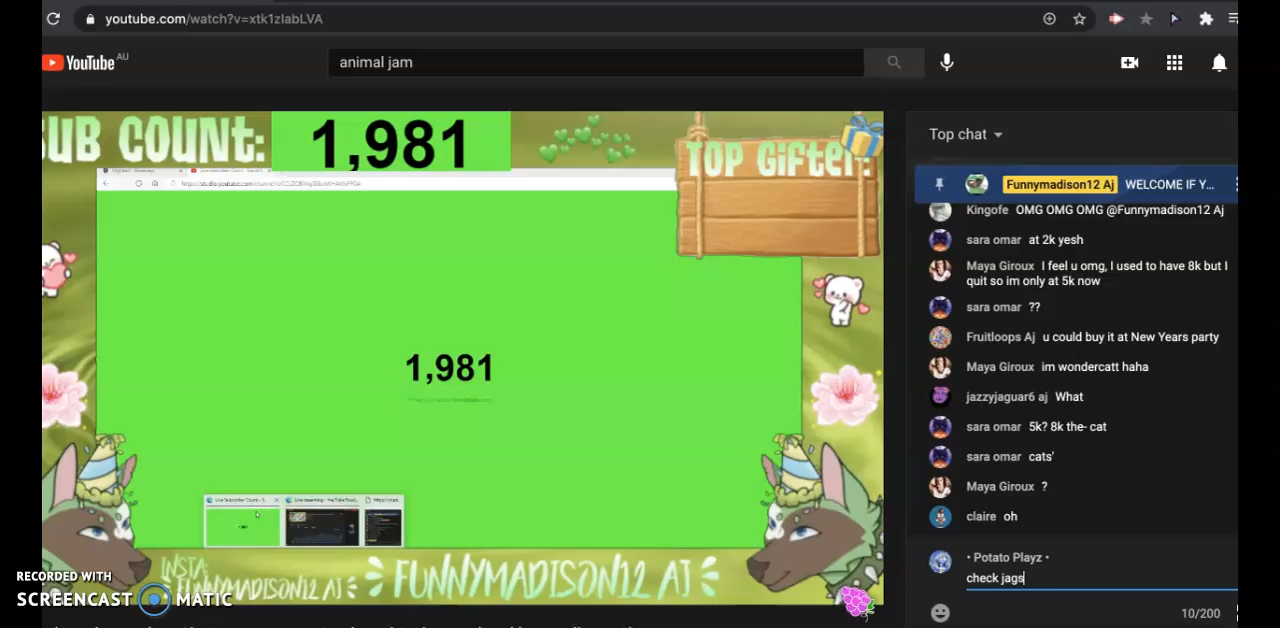 youtube.com/watch?v=xtk1zlabLVA
YouTube AU
animal jam
SUB COUNT: 1,981
TOP GIFTER:
1,981
INSTA:
FUNNYMADISON12 AJ
FUNNYMADISON12 AJ
Top chat
Funnymadison12 Aj WELCOME IF Y...
Kingofe OMG OMG OMG @Funnymadison12 Aj
sara omar at 2k yesh
Maya Giroux I feel u omg, I used to have 8k but I
quit so im only at 5k now
sara omar ??
Fruitloops Aj u could buy it at New Years party
Maya Giroux im wondercatt haha
jazzyjaguar6 aj What
sara omar 5k? 8k the- cat
sara omar cats'
Maya Giroux ?
claire oh
• Potato Playz •
check jags
10/200
RECORDED WITH
SCREENCAST MATIC